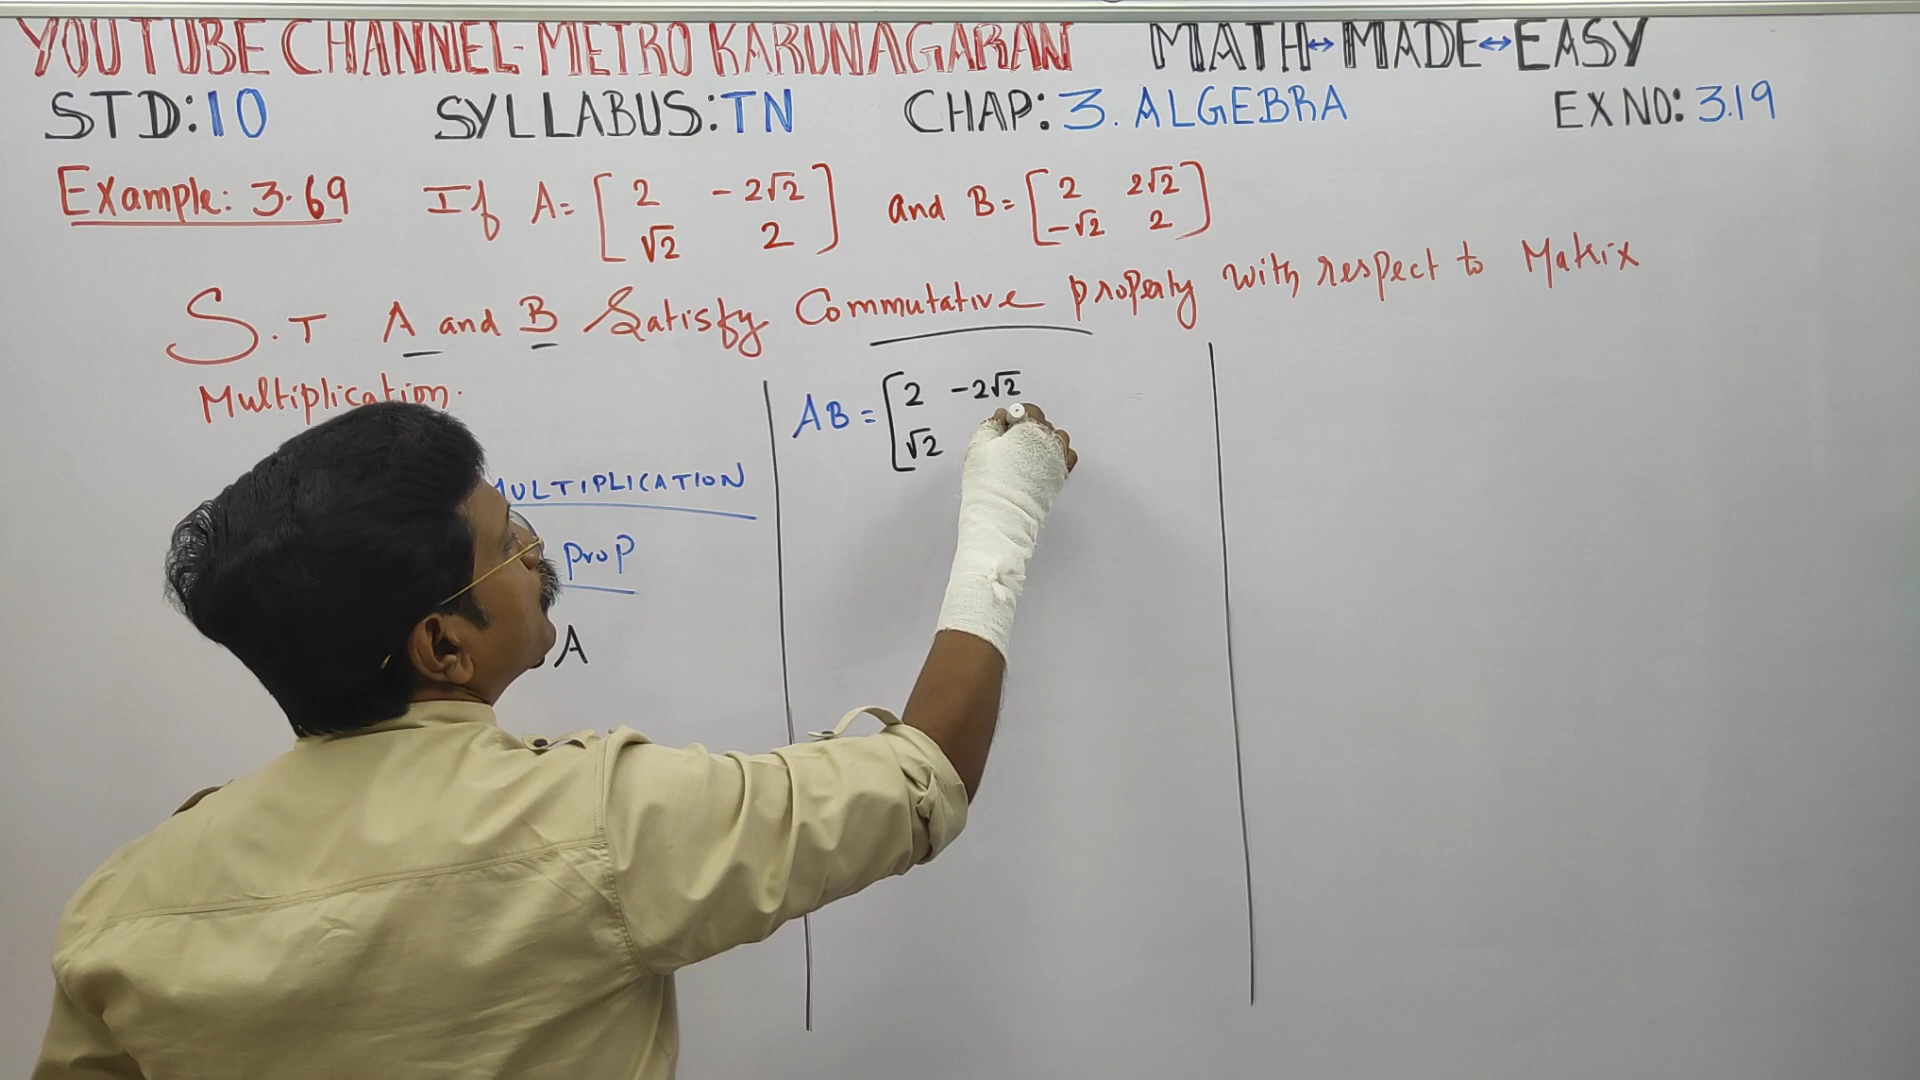 YOUTUBE CHANNEL-METRO KARUNAGARAN MATH↔MADE↔EASY
STD:10 SYLLABUS:TN CHAP: 3. ALGEBRA EX NO: 3.19
Example: 3.69 If A= [ 2 -2√2 and B= [ 2 2√2
√2 2 ] -√2 2 ]
S.T A and B Satisfy Commutative property with respect to Matrix
Multiplication.
MULTIPLICATION
prop
A
AB = [ 2 -2√2
√2